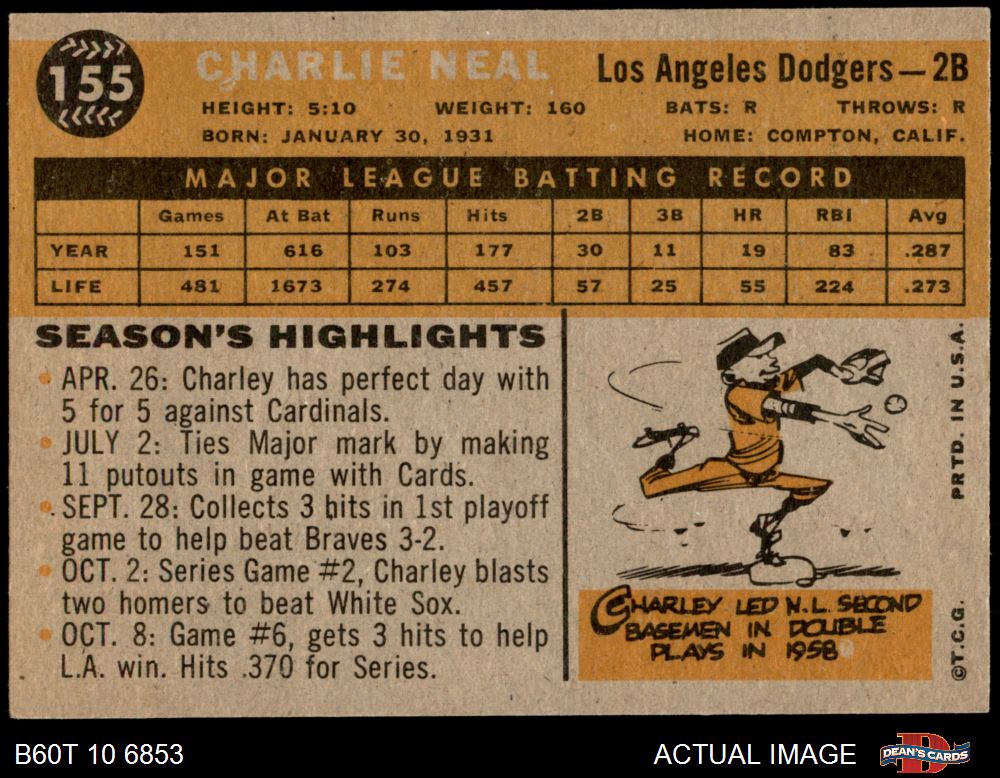 155
CHARLIE NEAL
Los Angeles Dodgers—2B
HEIGHT: 5:10 WEIGHT: 160 BATS: R THROWS: R
BORN: JANUARY 30, 1931 HOME: COMPTON, CALIF.
MAJOR LEAGUE BATTING RECORD
Games At Bat Runs Hits 2B 3B HR RBI Avg
YEAR 151 616 103 177 30 11 19 83 .287
LIFE 481 1673 274 457 57 25 55 224 .273
SEASON'S HIGHLIGHTS
• APR. 26: Charley has perfect day with
5 for 5 against Cardinals.
• JULY 2: Ties Major mark by making
11 putouts in game with Cards.
• SEPT. 28: Collects 3 hits in 1st playoff
game to help beat Braves 3-2.
• OCT. 2: Series Game #2, Charley blasts
two homers to beat White Sox.
• OCT. 8: Game #6, gets 3 hits to help
L.A. win. Hits .370 for Series.
CHARLEY LED N.L. SECOND
BASEMEN IN DOUBLE
PLAYS IN 1958
©T.C.G. PRTD. IN U.S.A.
B60T 10 6853
ACTUAL IMAGE
DEAN'S CARDS